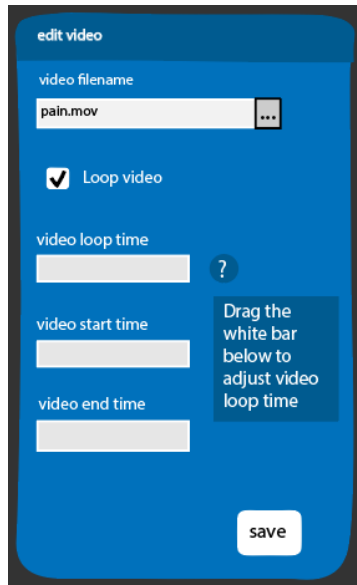 edit video
video filename
pain.mov
...
Loop video
video loop time
?
video start time
Drag the
white bar
below to
adjust video
loop time
video end time
save